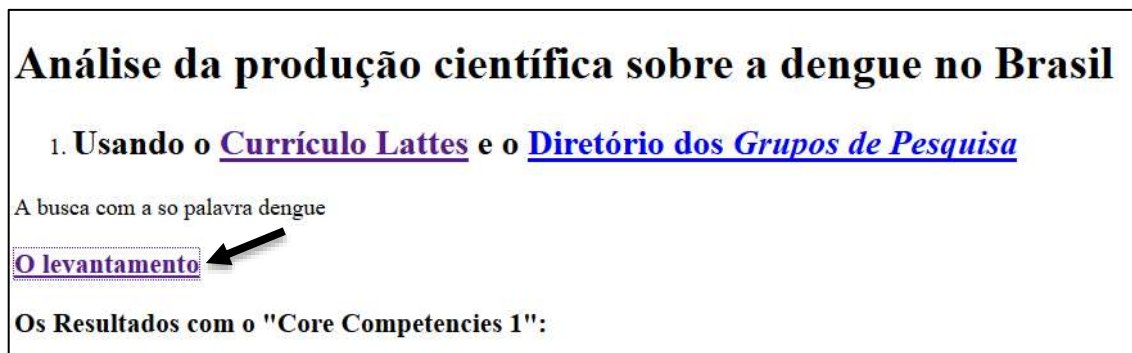 Análise da produção científica sobre a dengue no Brasil
1. Usando o Currículo Lattes e o Diretório dos Grupos de Pesquisa
A busca com a so palavra dengue
O levantamento
Os Resultados com o "Core Competencies 1":